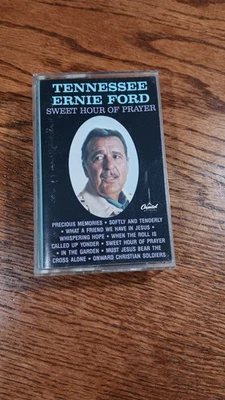 TENNESSEE
ERNIE FORD
SWEET HOUR OF PRAYER
Capitol
PRECIOUS MEMORIES • SOFTLY AND TENDERLY
• WHAT A FRIEND WE HAVE IN JESUS •
WHISPERING HOPE • WHEN THE ROLL IS
CALLED UP YONDER • SWEET HOUR OF PRAYER
• IN THE GARDEN • MUST JESUS BEAR THE
CROSS ALONE • ONWARD CHRISTIAN SOLDIERS